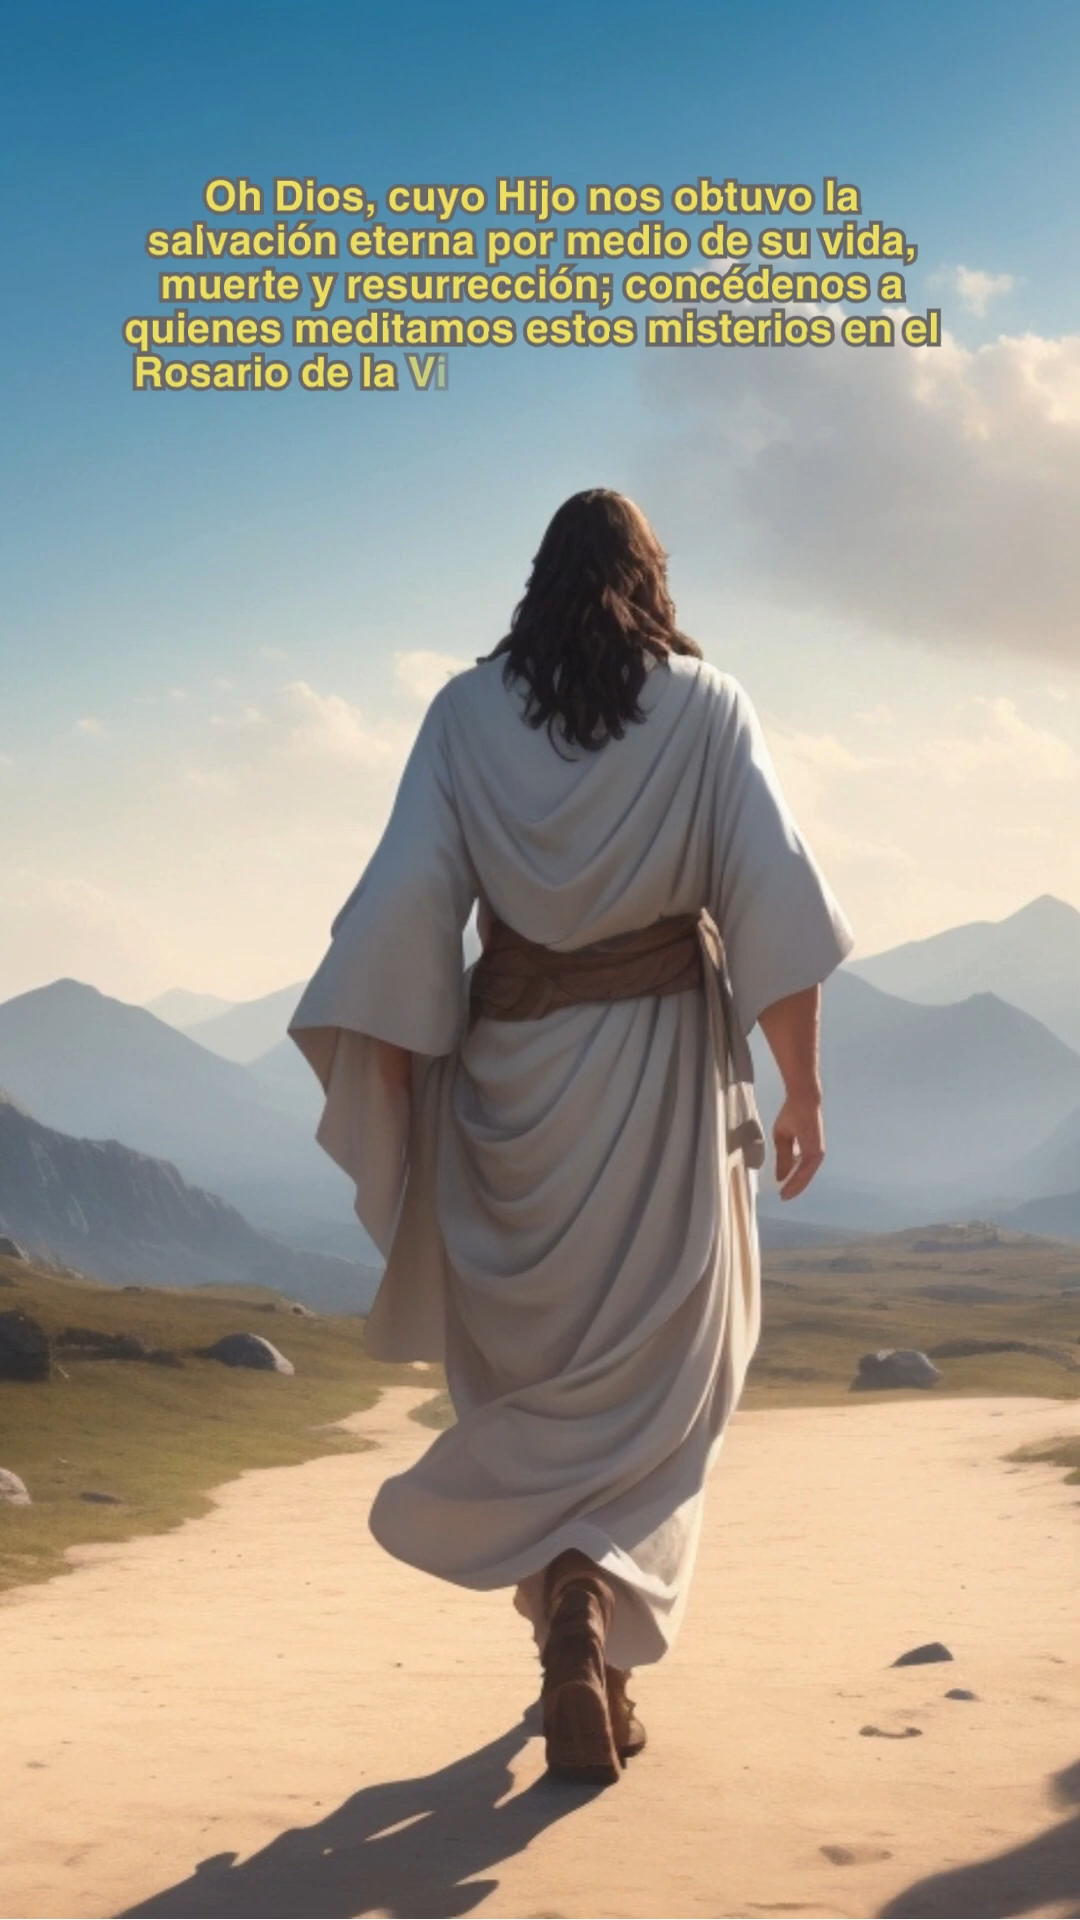 Oh Dios, cuyo Hijo nos obtuvo la
salvación eterna por medio de su vida,
muerte y resurrección; concédenos a
quienes meditamos estos misterios en el
Rosario de la Vi